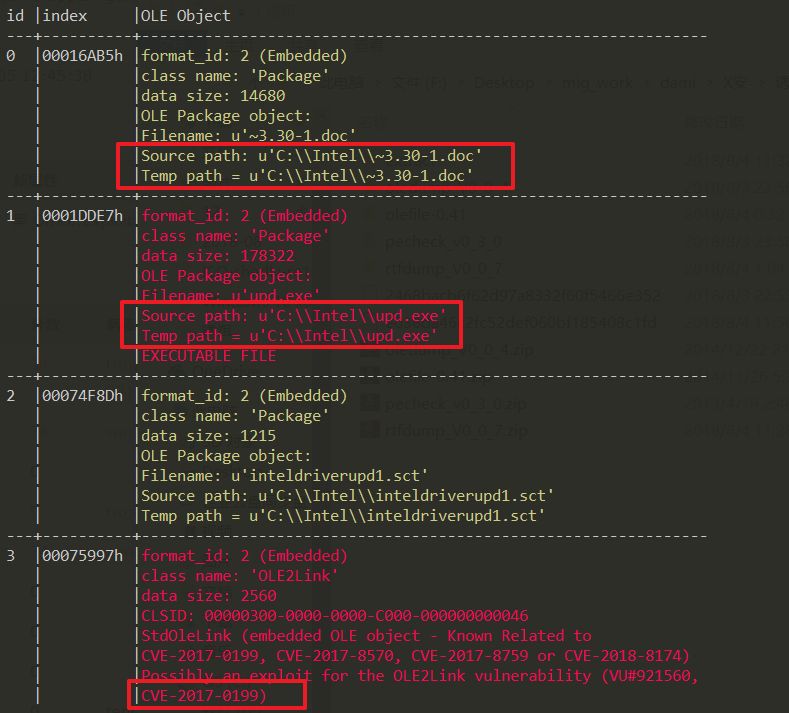 id |index |OLE Object
0 |00016AB5h |format_id: 2 (Embedded)
|class name: 'Package'
|data size: 14680
|OLE Package object:
|Filename: u'~3.30-1.doc'
|Source path: u'C:\\Intel\\~3.30-1.doc'
|Temp path = u'C:\\Intel\\~3.30-1.doc'
1 |0001DDE7h |format_id: 2 (Embedded)
|class name: 'Package'
|data size: 178322
|OLE Package object:
|Filename: u'upd.exe'
|Source path: u'C:\\Intel\\upd.exe'
|Temp path = u'C:\\Intel\\upd.exe'
|EXECUTABLE FILE
2 |00074F8Dh |format_id: 2 (Embedded)
|class name: 'Package'
|data size: 1215
|OLE Package object:
|Filename: u'inteldriverupd1.sct'
|Source path: u'C:\\Intel\\inteldriverupd1.sct'
|Temp path = u'C:\\Intel\\inteldriverupd1.sct'
3 |00075997h |format_id: 2 (Embedded)
|class name: 'OLE2Link'
|data size: 2560
|CLSID: 00000300-0000-0000-C000-000000000046
|StdOleLink (embedded OLE object - Known Related to
|CVE-2017-0199, CVE-2017-8570, CVE-2017-8759 or CVE-2018-8174)
|Possibly an exploit for the OLE2Link vulnerability (VU#921560,
|CVE-2017-0199)